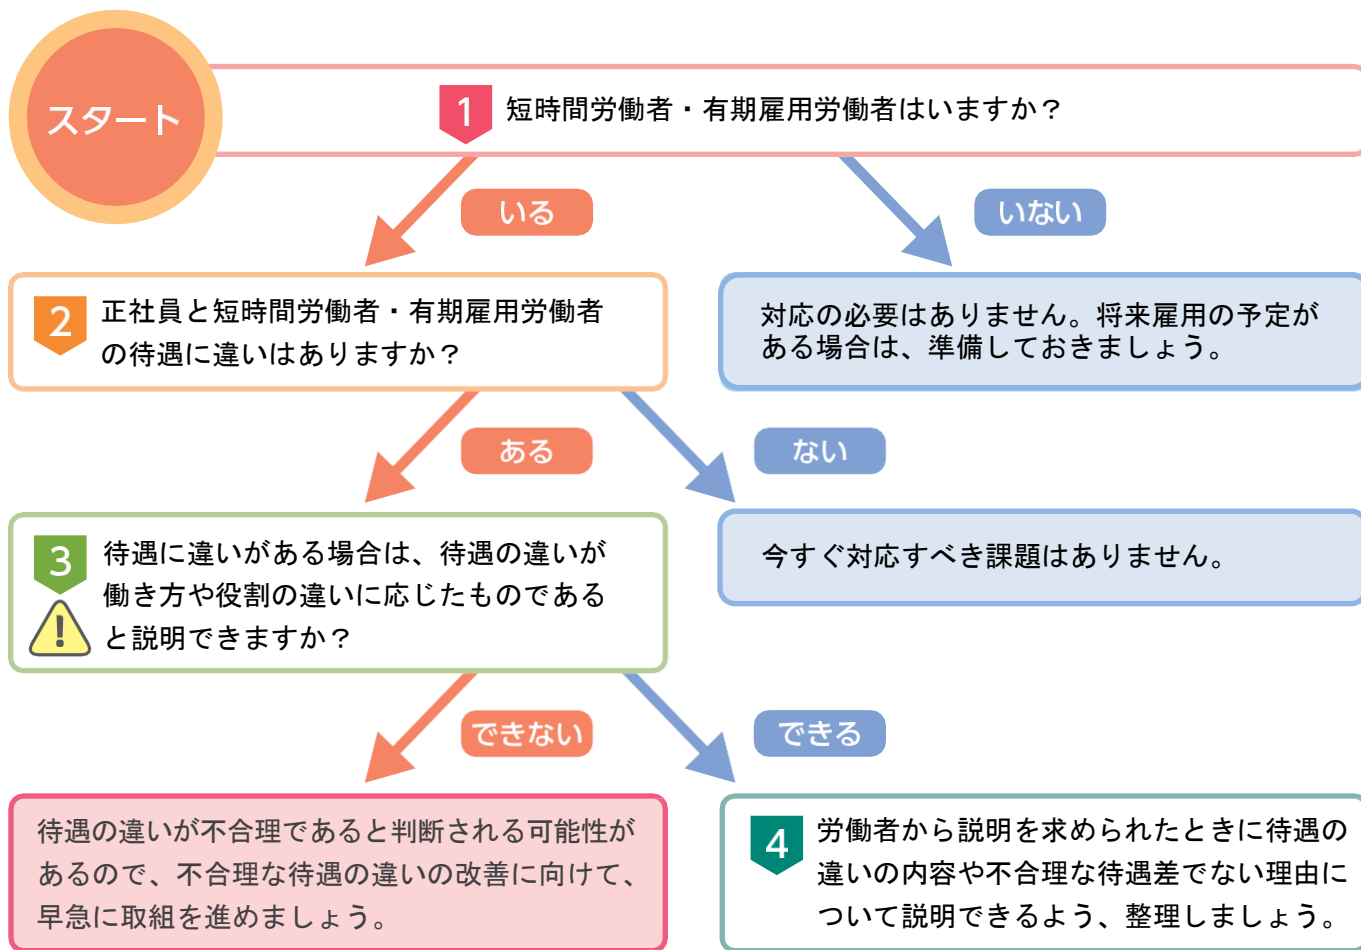 スタート
1 短時間労働者・有期雇用労働者はいますか？
いる
いない
2 正社員と短時間労働者・有期雇用労働者
の待遇に違いはありますか？
対応の必要はありません。将来雇用の予定が
ある場合は、準備しておきましょう。
ある
ない
3 待遇に違いがある場合は、待遇の違いが
働き方や役割の違いに応じたものである
と説明できますか？
!
今すぐ対応すべき課題はありません。
できない
できる
待遇の違いが不合理であると判断される可能性が
あるので、不合理な待遇の違いの改善に向けて、
早急に取組を進めましょう。
4 労働者から説明を求められたときに待遇の
違いの内容や不合理な待遇差でない理由に
ついて説明できるよう、整理しましょう。